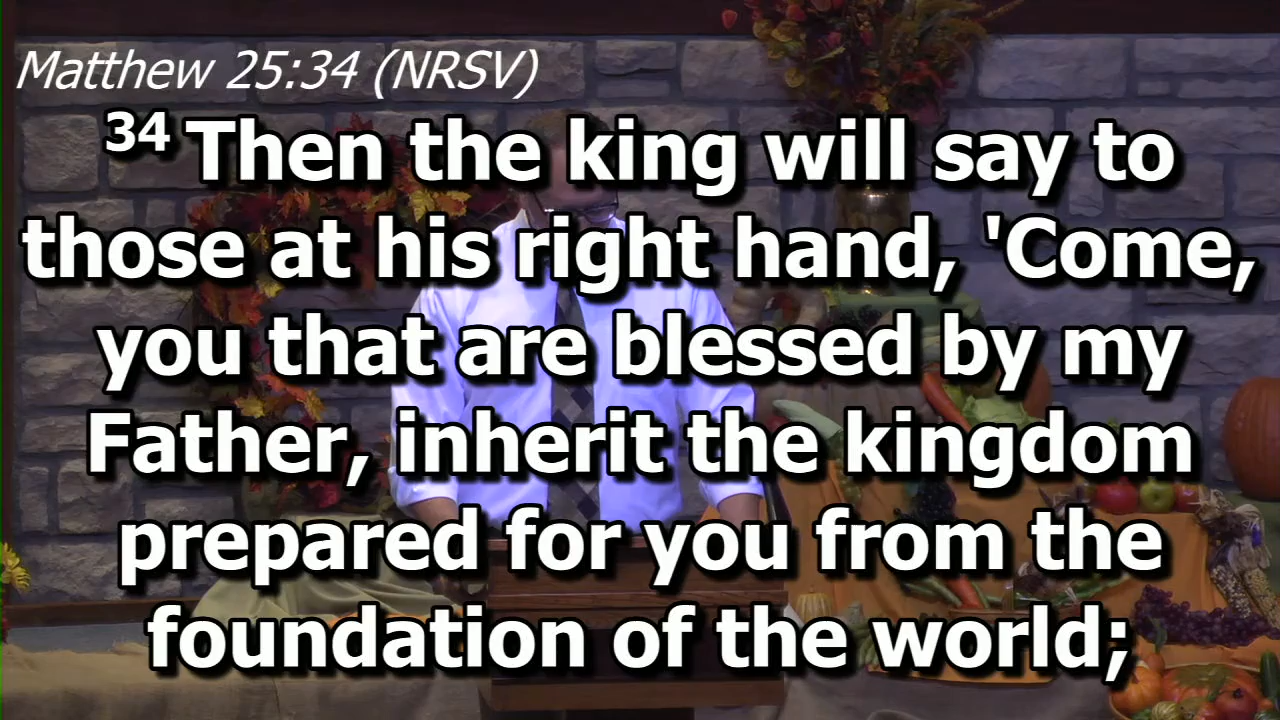 Matthew 25:34 (NRSV)
34 Then the king will say to
those at his right hand, 'Come,
you that are blessed by my
Father, inherit the kingdom
prepared for you from the
foundation of the world;